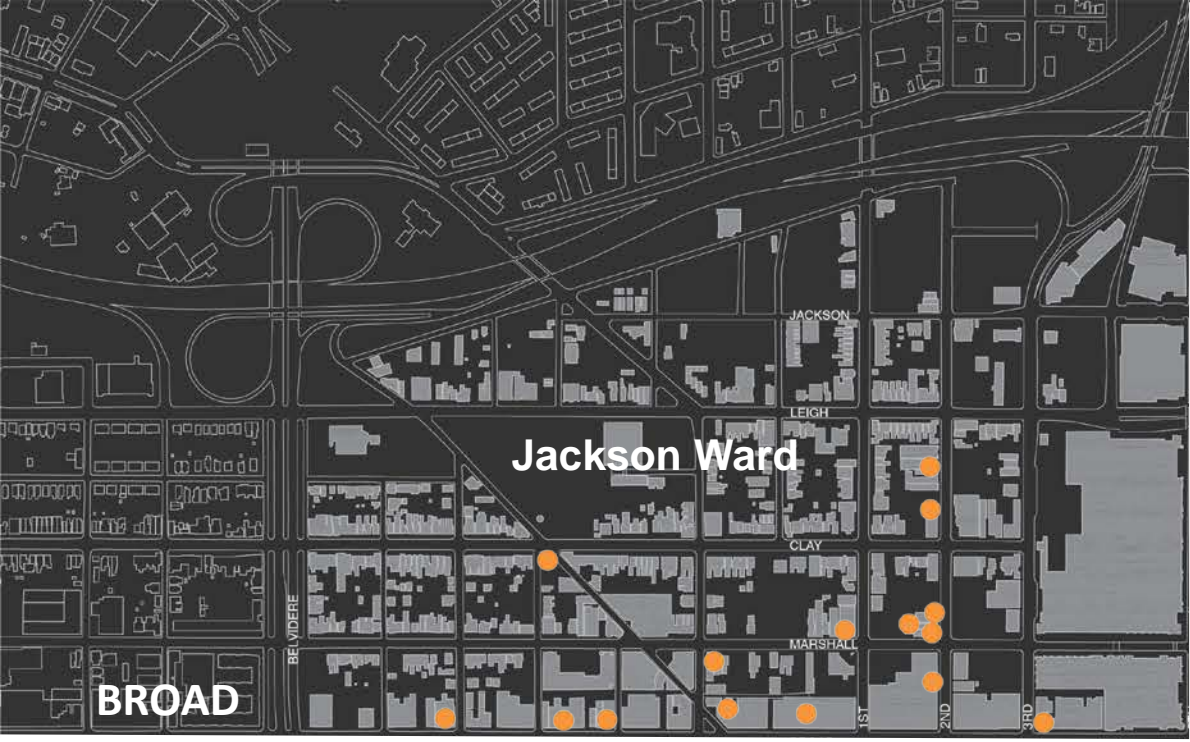 JACKSON
LEIGH
Jackson Ward
CLAY
BELVIDERE
MARSHALL
BROAD
1ST
2ND
3RD